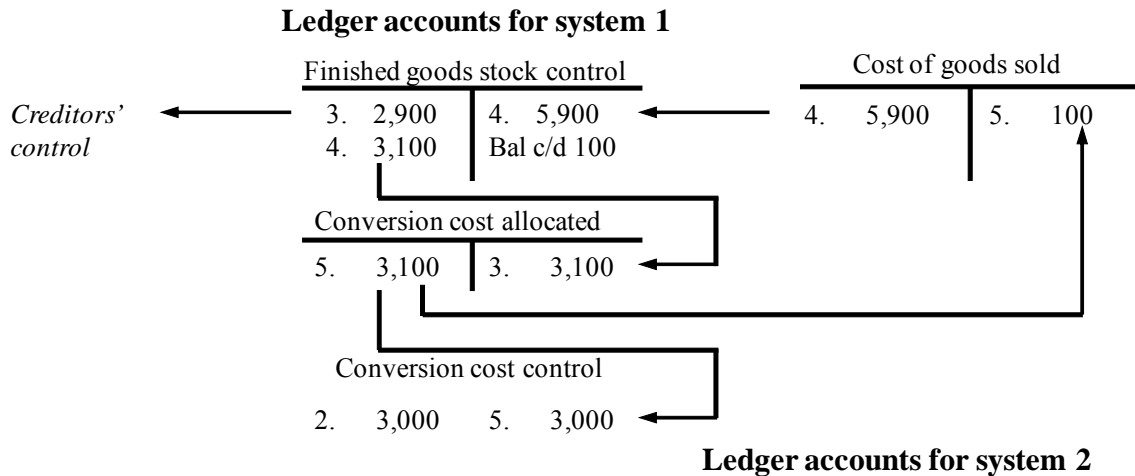 Ledger accounts for system 1
Finished goods stock control
Cost of goods sold
Creditors'
control
3. 2,900 4. 5,900
4. 3,100 Bal c/d 100
4. 5,900 5. 100
Conversion cost allocated
5. 3,100 3. 3,100
Conversion cost control
2. 3,000 5. 3,000
Ledger accounts for system 2